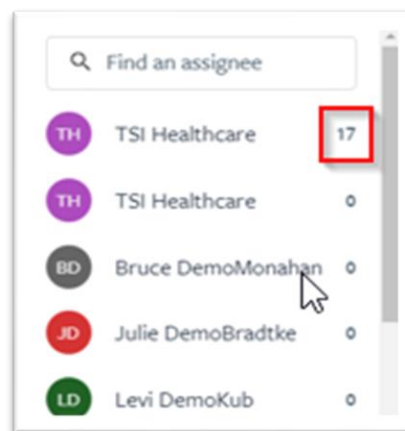 Find an assignee
TH TSI Healthcare 17
TH TSI Healthcare 0
BD Bruce DemoMonahan 0
JD Julie DemoBradtke 0
LD Levi DemoKub 0